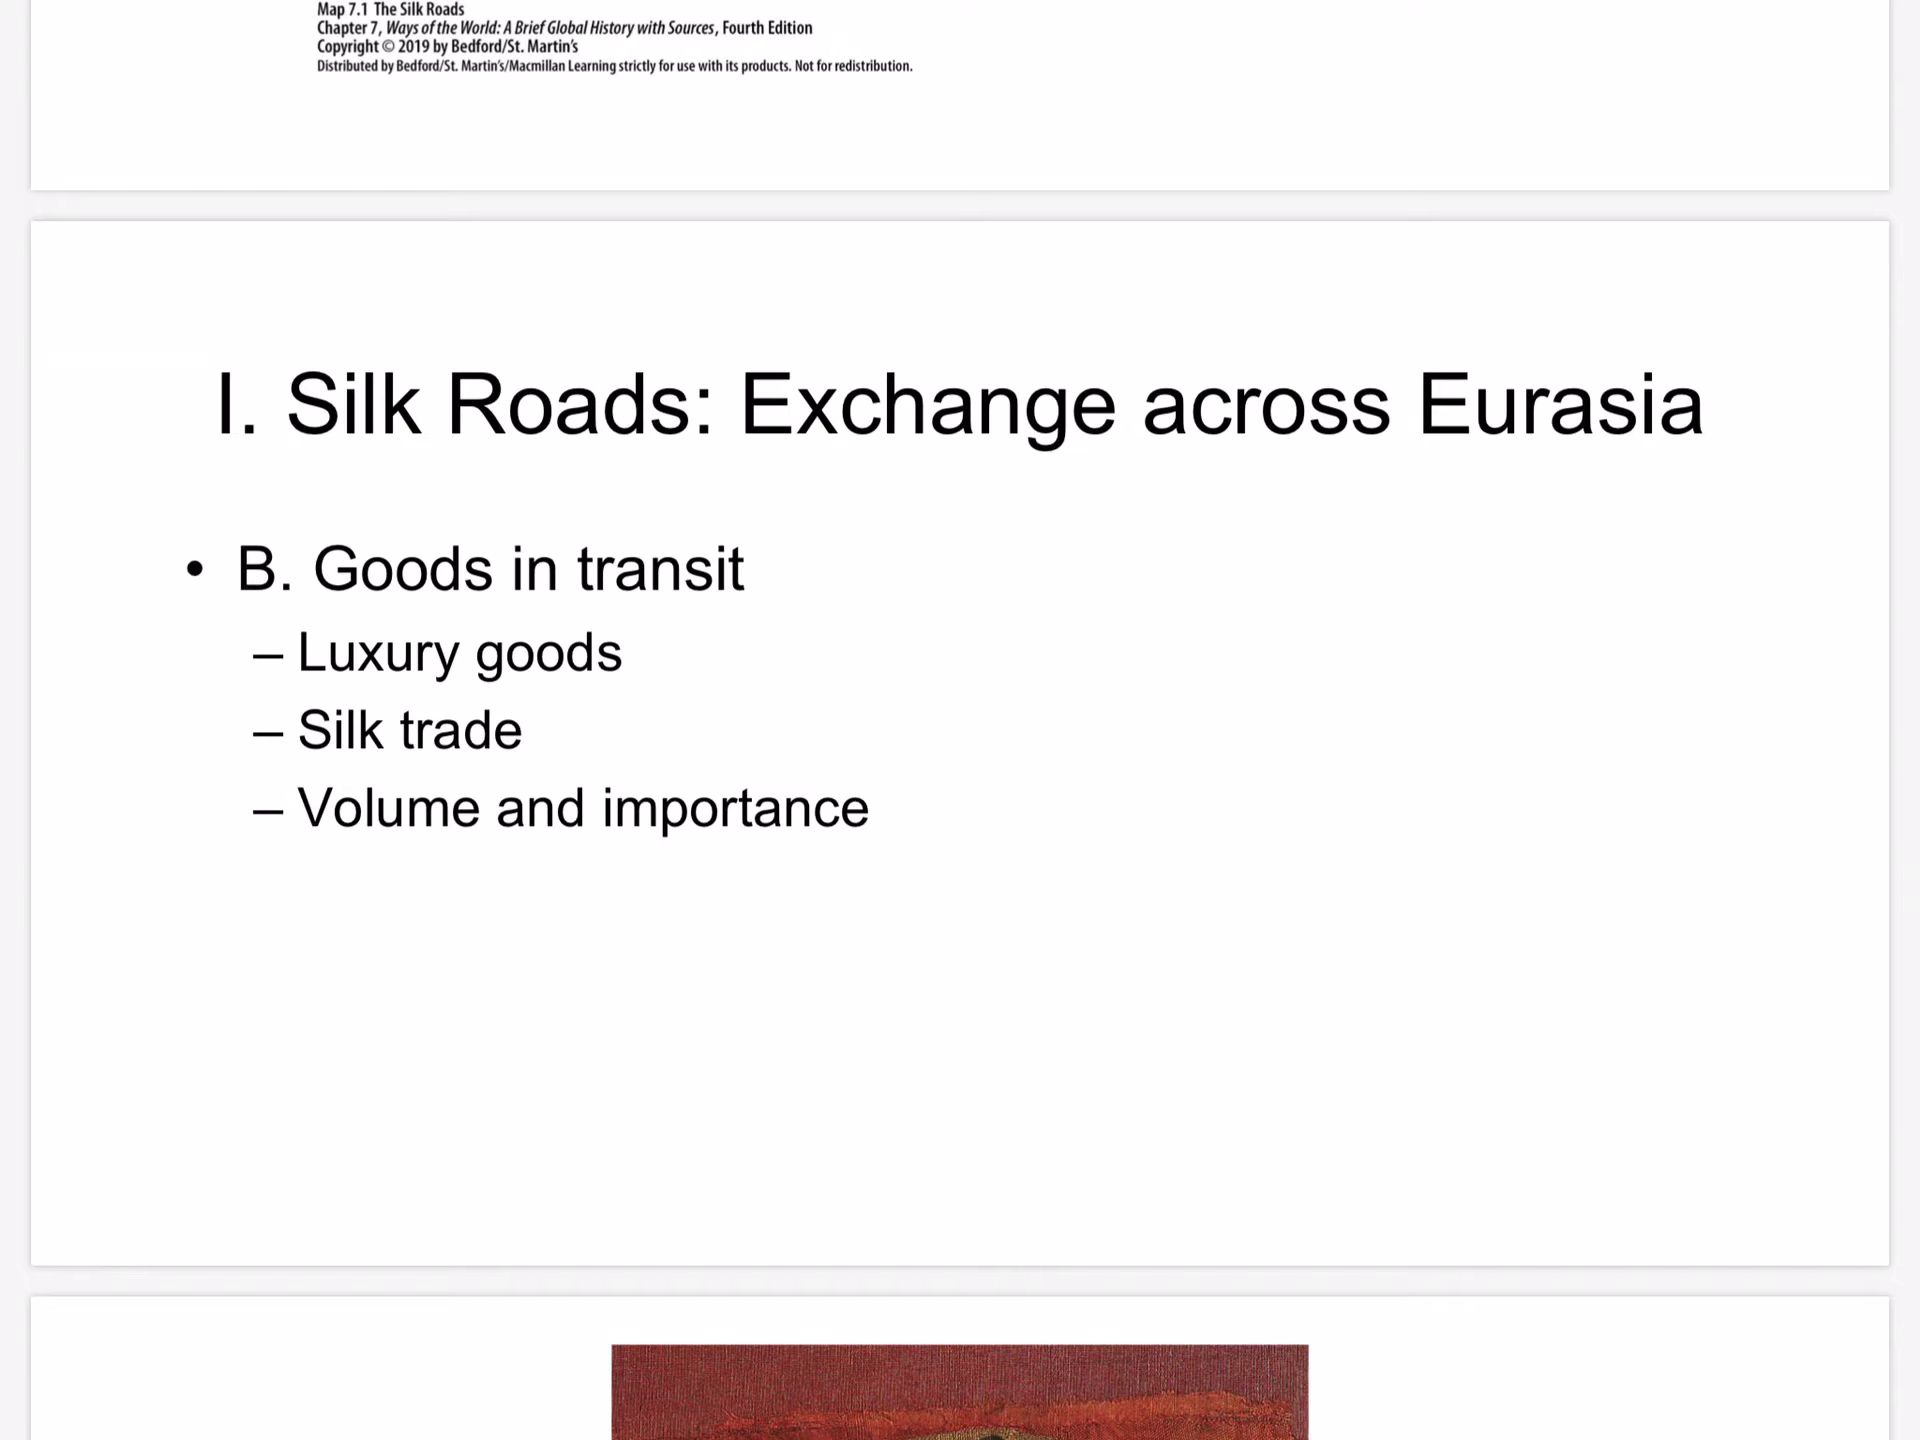 Map 7.1 The Silk Roads
Chapter 7, Ways of the World: A Brief Global History with Sources, Fourth Edition
Copyright © 2019 by Bedford/St. Martin's
Distributed by Bedford/St. Martin's/Macmillan Learning strictly for use with its products. Not for redistribution.
I. Silk Roads: Exchange across Eurasia
• B. Goods in transit
– Luxury goods
– Silk trade
– Volume and importance